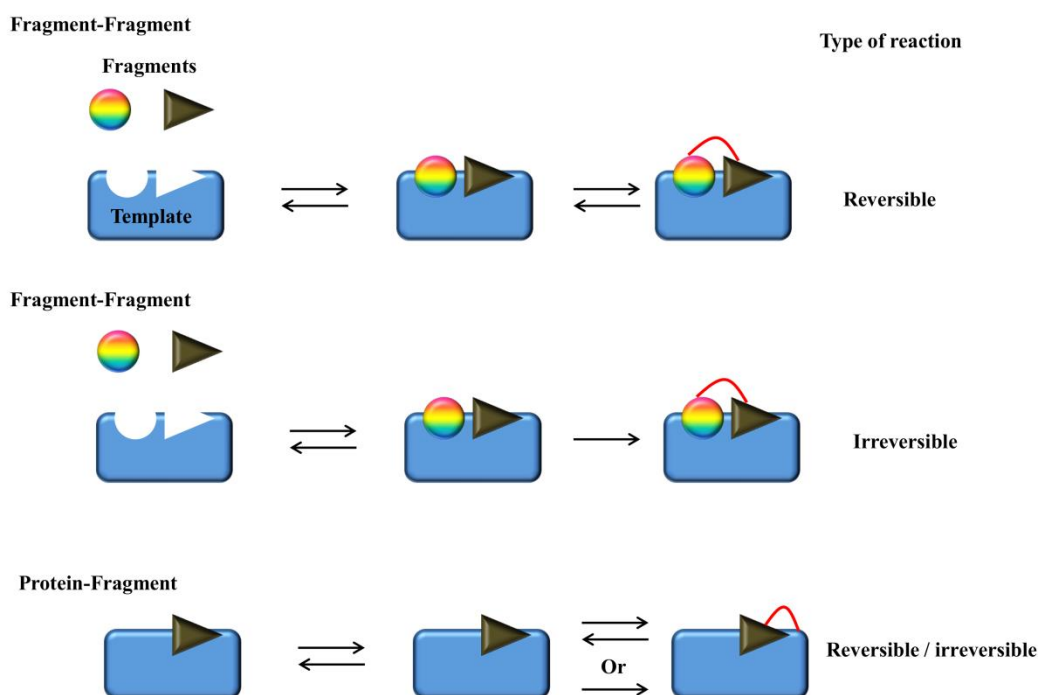 Fragment-Fragment
Type of reaction
Fragments
Template
Reversible
Fragment-Fragment
Irreversible
Protein-Fragment
Reversible / irreversible
Or